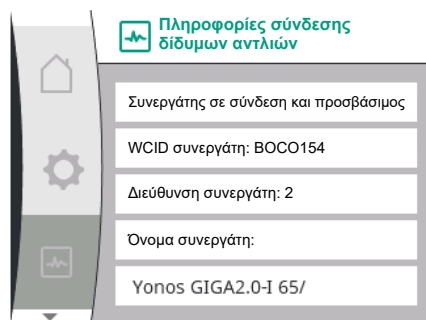 Πληροφορίες σύνδεσης
δίδυμων αντλιών
Συνεργάτης σε σύνδεση και προσβάσιμος
WCID συνεργάτη: BOCO154
Διεύθυνση συνεργάτη: 2
Όνομα συνεργάτη:
Yonos GIGA2.0-I 65/